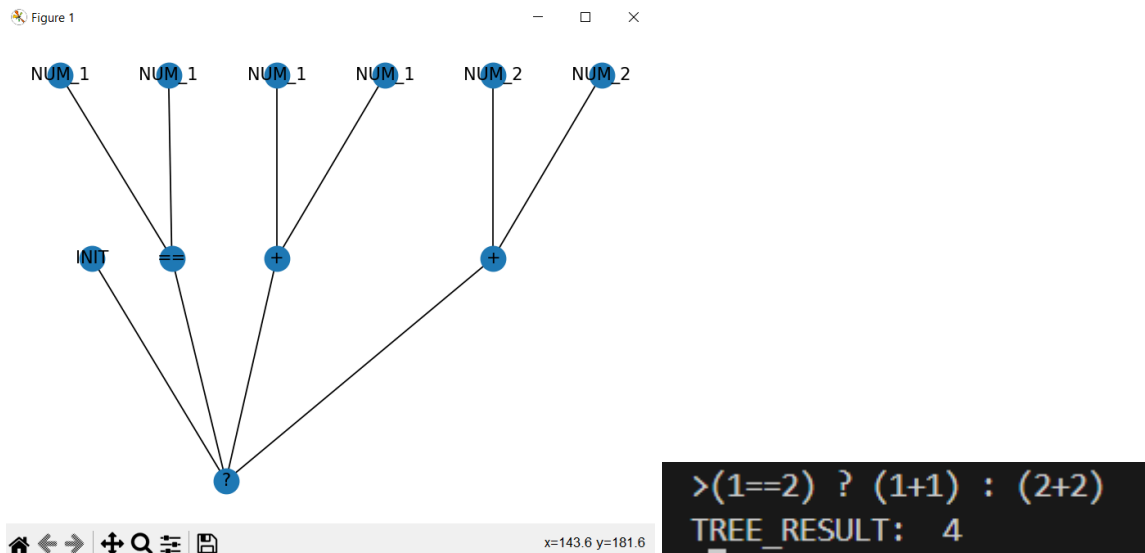 Figure 1
NUM_1 NUM_1 NUM_1 NUM_1 NUM_2 NUM_2
INIT == + +
?
x=143.6 y=181.6
>(1==2) ? (1+1) : (2+2)
TREE_RESULT: 4